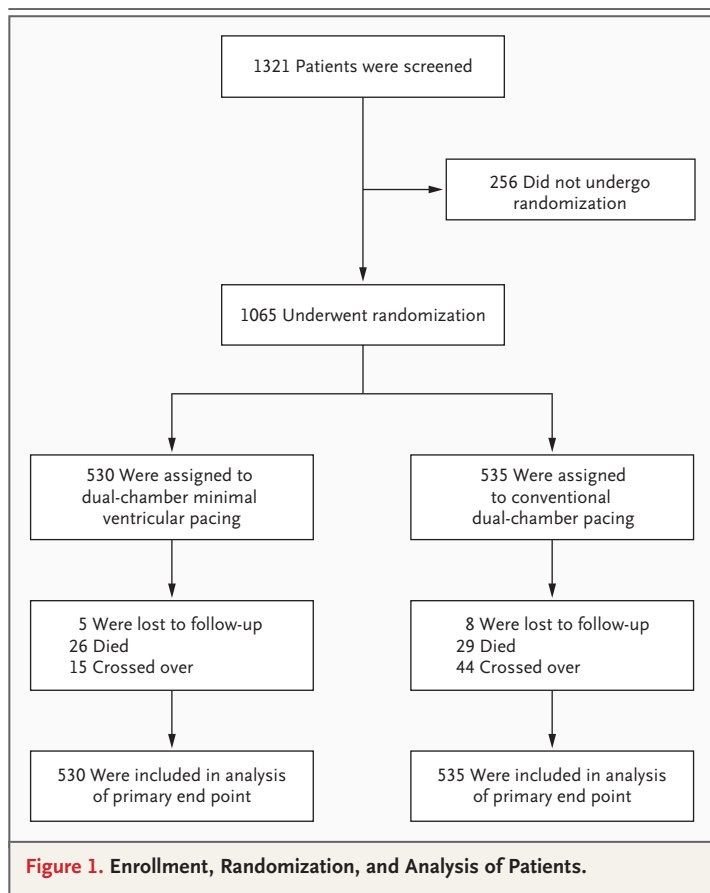 1321 Patients were screened
256 Did not undergo
randomization
1065 Underwent randomization
530 Were assigned to
dual-chamber minimal
ventricular pacing
535 Were assigned
to conventional
dual-chamber pacing
5 Were lost to follow-up
26 Died
15 Crossed over
8 Were lost to follow-up
29 Died
44 Crossed over
530 Were included in analysis
of primary end point
535 Were included in analysis
of primary end point
Figure 1. Enrollment, Randomization, and Analysis of Patients.